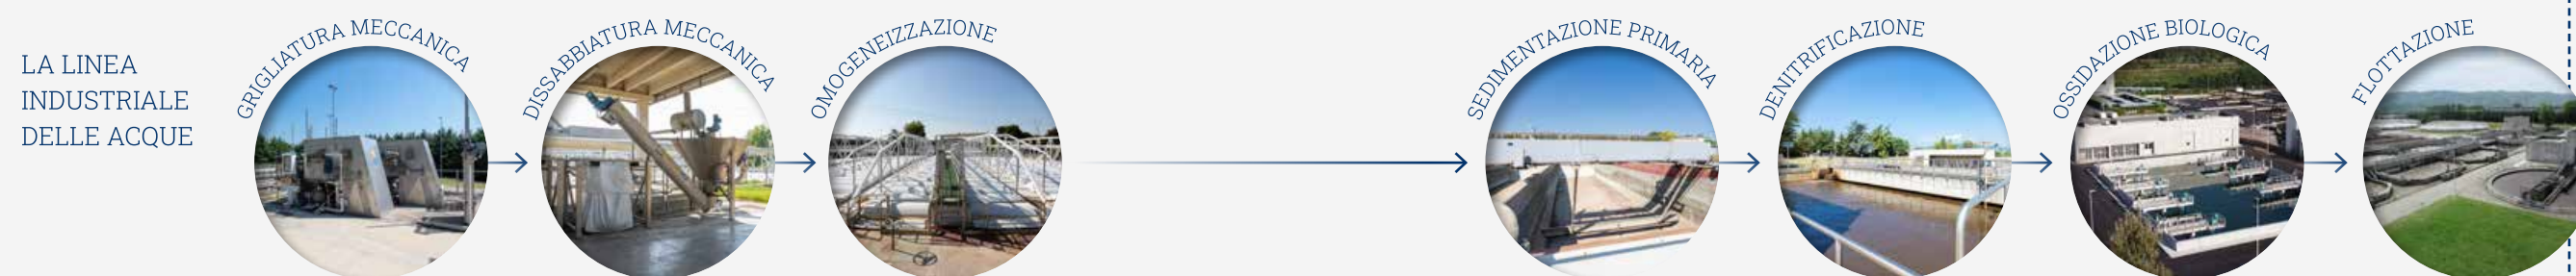 LA LINEA
INDUSTRIALE
DELLE ACQUE
GRIGLIATURA MECCANICA
DISSABBIATURA MECCANICA
OMOGENEIZZAZIONE
SEDIMENTAZIONE PRIMARIA
DENITRIFICAZIONE
OSSIDAZIONE BIOLOGICA
FLOTTAZIONE